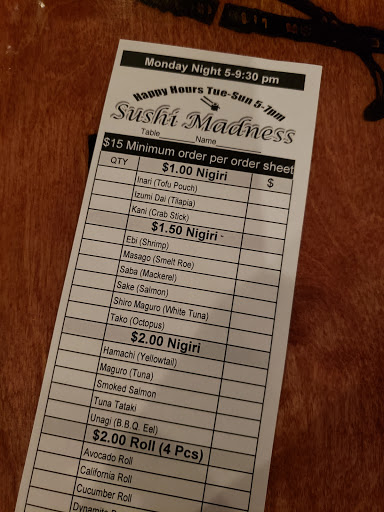 Monday Night 5-9:30 pm
Happy Hours Tue-Sun 5-7pm
Sushi Madness
Table Name
$15 Minimum order per order sheet
QTY $1.00 Nigiri $
Inari (Tofu Pouch)
Izumi Dai (Tilapia)
Kani (Crab Stick)
$1.50 Nigiri
Ebi (Shrimp)
Masago (Smelt Roe)
Saba (Mackerel)
Sake (Salmon)
Shiro Maguro (White Tuna)
Tako (Octopus)
$2.00 Nigiri
Hamachi (Yellowtail)
Maguro (Tuna)
Smoked Salmon
Tuna Tataki
Unagi (B.B.Q. Eel)
$2.00 Roll (4 Pcs)
Avocado Roll
California Roll
Cucumber Roll
Dynamite